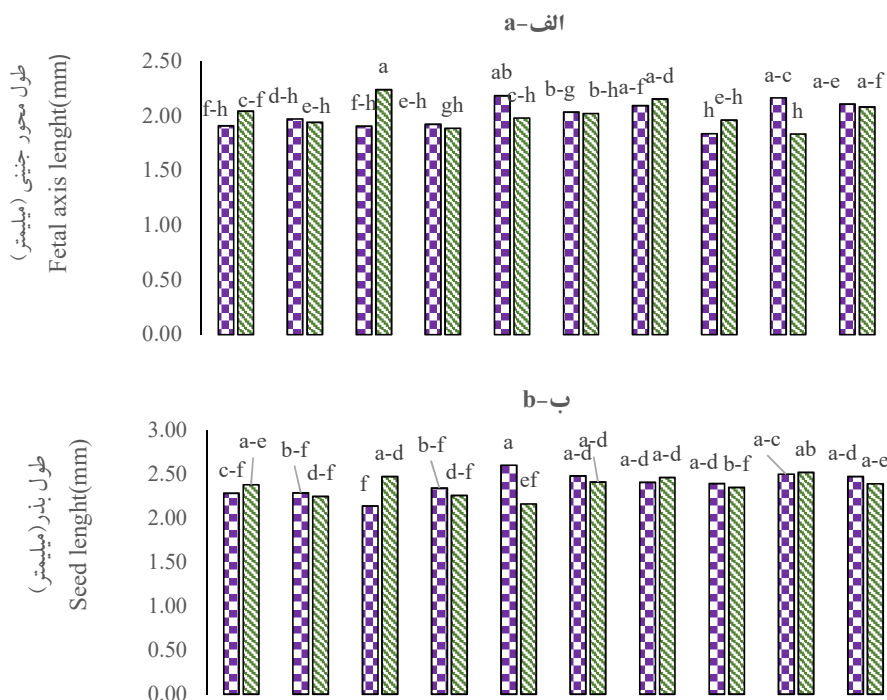 a-الف
طول محور جنینی (میلیمتر)
Fetal axis lenght(mm)
2.50
2.00
1.50
1.00
0.50
0.00
f-h c-f d-h e-h f-h a e-h gh ab c-h b-g b-h a-f a-d h e-h a-c h a-e a-f
b-ب
طول بذر (میلیمتر)
Seed lenght(mm)
3.00
2.50
2.00
1.50
1.00
0.50
0.00
c-f a-e b-f d-f f a-d b-f d-f a ef a-d a-d a-d a-d a-d b-f a-c ab a-d a-e